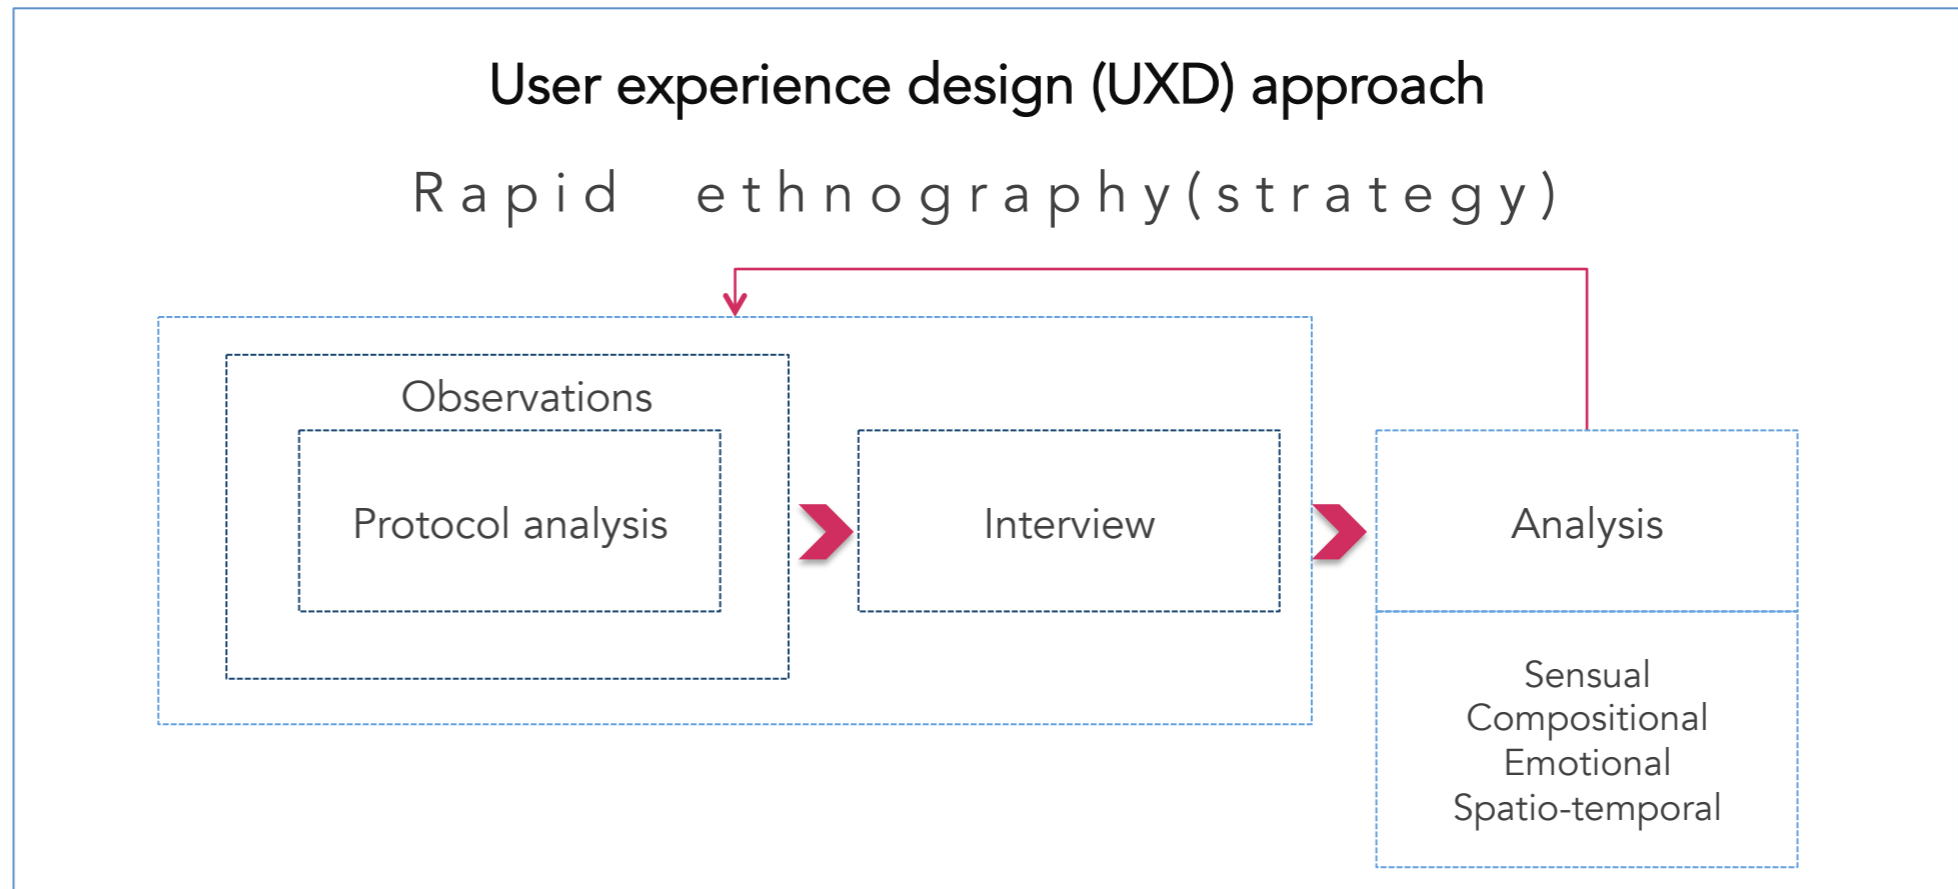 User experience design (UXD) approach
Rapid ethnography(strategy)
Observations
Protocol analysis
Interview
Analysis
Sensual
Compositional
Emotional
Spatio-temporal